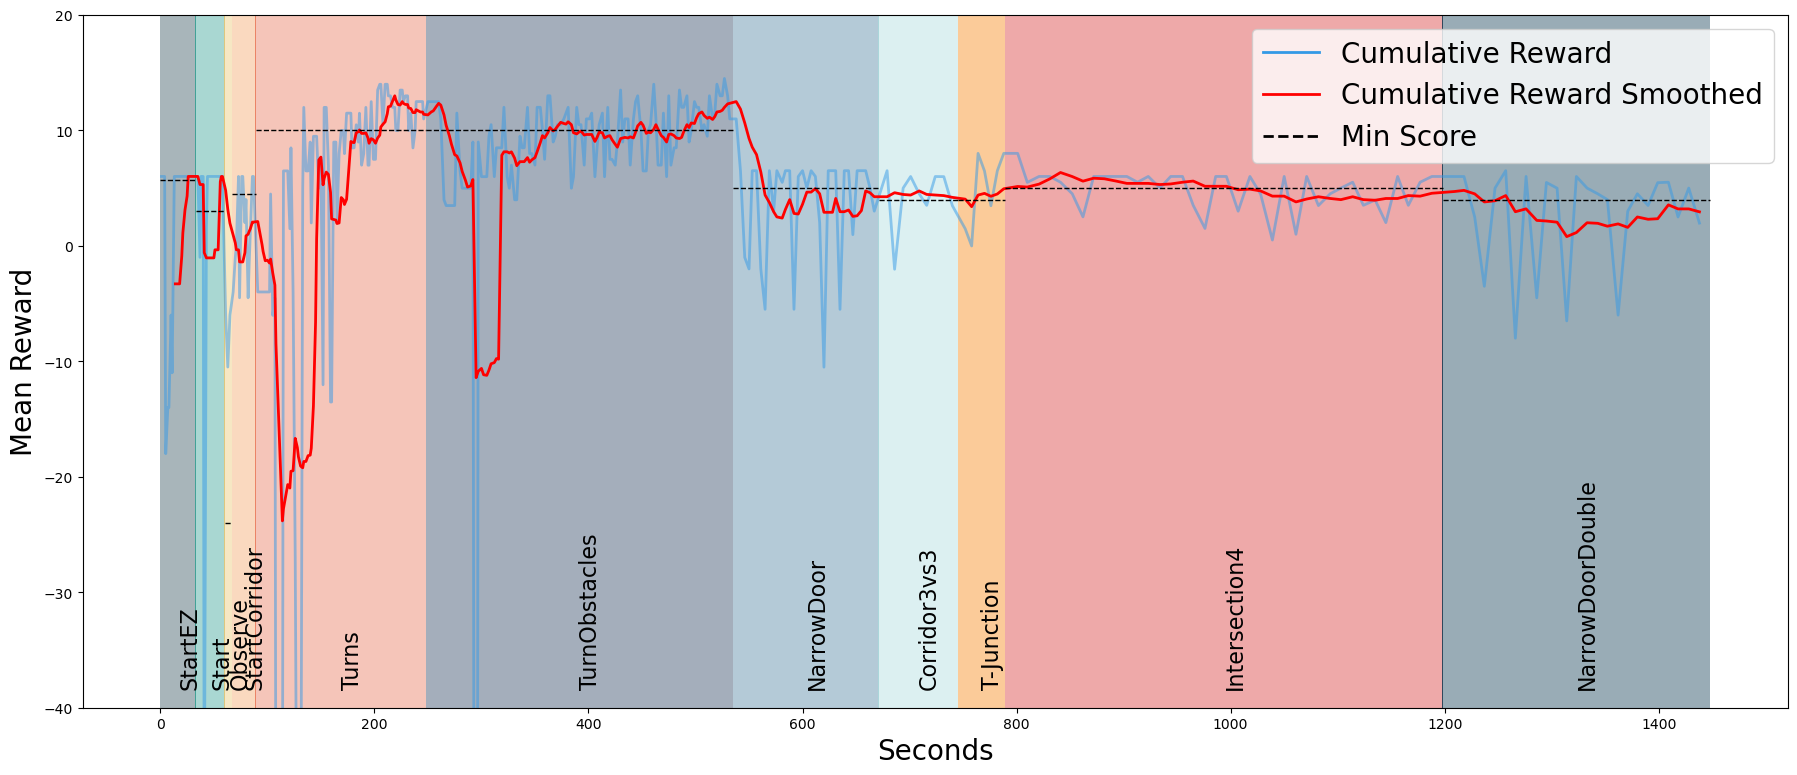 Cumulative Reward
Cumulative Reward Smoothed
Min Score
Mean Reward
20
10
0
−10
−20
−30
−40
StartEZ
Start
Observe
StartCorridor
Turns
TurnObstacles
NarrowDoor
Corridor3vs3
T-Junction
Intersection4
NarrowDoorDouble
0
200
400
600
800
1000
1200
1400
Seconds